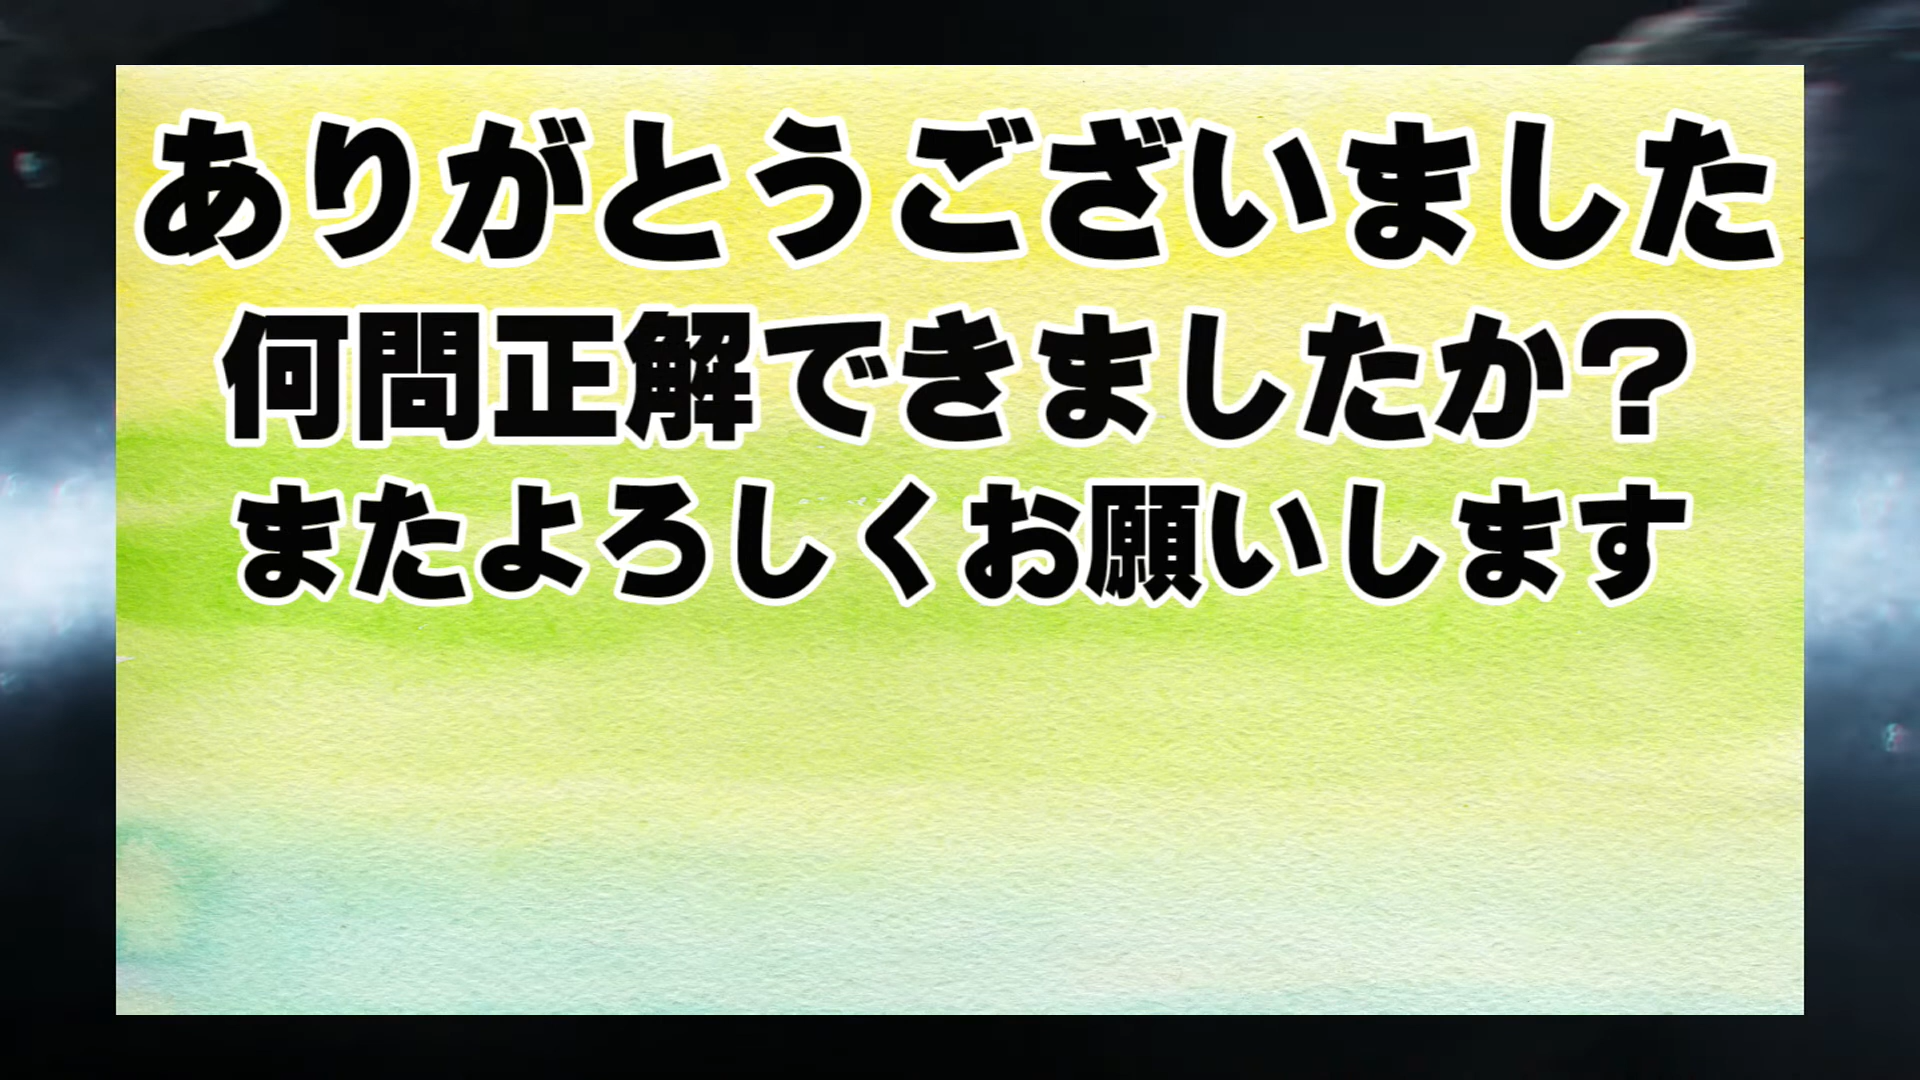 ありがとうございました
何問正解できましたか?
またよろしくお願いします